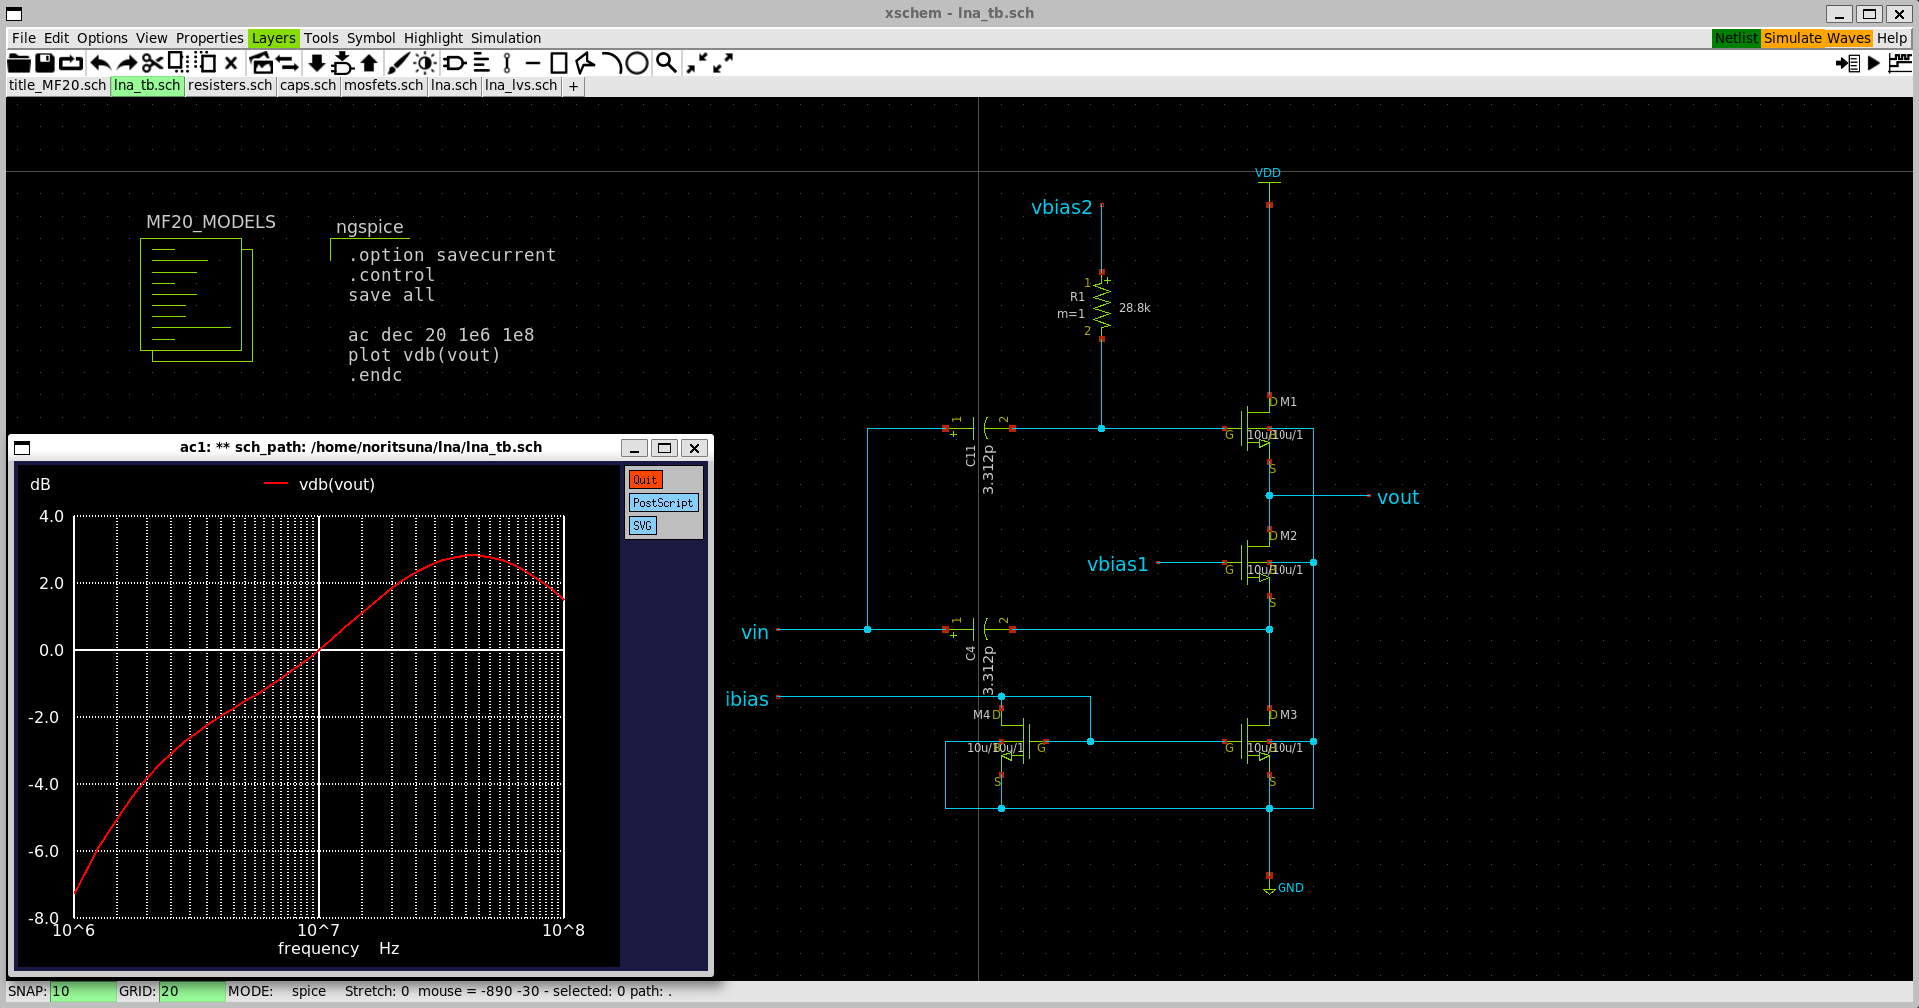 xschem - lna_tb.sch
File Edit Options View Properties Layers Tools Symbol Highlight Simulation
Netlist Simulate Waves Help
title_MF20.sch lna_tb.sch resisters.sch caps.sch mosfets.sch lna.sch lna_lvs.sch +
MF20_MODELS
ngspice
.option savecurrent
.control
save all
ac dec 20 1e6 1e8
plot vdb(vout)
.endc
VDD
vbias2
1
+
R1
m=1
28.8k
2
D M1
1
+
2
C11
3.312p
G
10u/1
10u/1
S
vout
D M2
vbias1
G
10u/1
10u/1
S
vin
1
+
2
C4
3.312p
ibias
M4 D
10u/1
10u/1
G
S
D M3
G
10u/1
10u/1
S
GND
ac1: ** sch_path: /home/noritsuna/lna/lna_tb.sch
dB
vdb(vout)
Quit
PostScript
SVG
4.0
2.0
0.0
-2.0
-4.0
-6.0
-8.0
10^6
10^7
10^8
frequency Hz
SNAP: 10 GRID: 20 MODE: spice Stretch: 0 mouse = -890 -30 - selected: 0 path: .